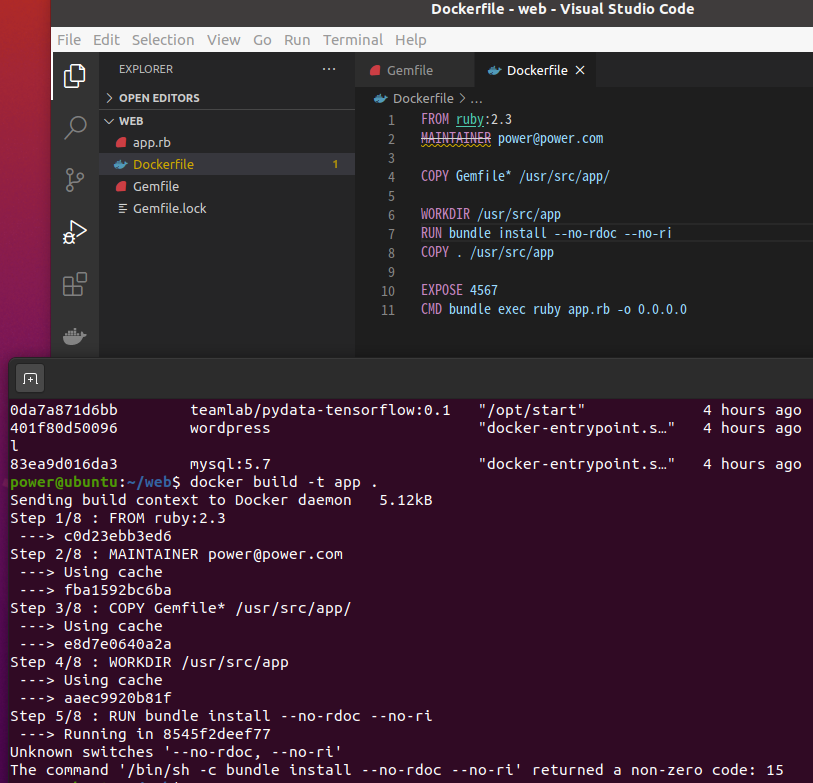 Dockerfile - web - Visual Studio Code
File Edit Selection View Go Run Terminal Help
EXPLORER ···
OPEN EDITORS
WEB
app.rb
Dockerfile 1
Gemfile
Gemfile.lock
Gemfile Dockerfile ×
Dockerfile > ...
1 FROM ruby:2.3
2 MAINTAINER power@power.com
3
4 COPY Gemfile* /usr/src/app/
5
6 WORKDIR /usr/src/app
7 RUN bundle install --no-rdoc --no-ri
8 COPY . /usr/src/app
9
10 EXPOSE 4567
11 CMD bundle exec ruby app.rb -o 0.0.0.0
0da7a871d6bb teamlab/pydata-tensorflow:0.1 "/opt/start" 4 hours ago
401f80d50096 wordpress "docker-entrypoint.s…" 4 hours ago
l
83ea9d016da3 mysql:5.7 "docker-entrypoint.s…" 4 hours ago
power@ubuntu:~/web$ docker build -t app .
Sending build context to Docker daemon 5.12kB
Step 1/8 : FROM ruby:2.3
---> c0d23ebb3ed6
Step 2/8 : MAINTAINER power@power.com
---> Using cache
---> fba1592bc6ba
Step 3/8 : COPY Gemfile* /usr/src/app/
---> Using cache
---> e8d7e0640a2a
Step 4/8 : WORKDIR /usr/src/app
---> Using cache
---> aaec9920b81f
Step 5/8 : RUN bundle install --no-rdoc --no-ri
---> Running in 8545f2deef77
Unknown switches '--no-rdoc, --no-ri'
The command '/bin/sh -c bundle install --no-rdoc --no-ri' returned a non-zero code: 15